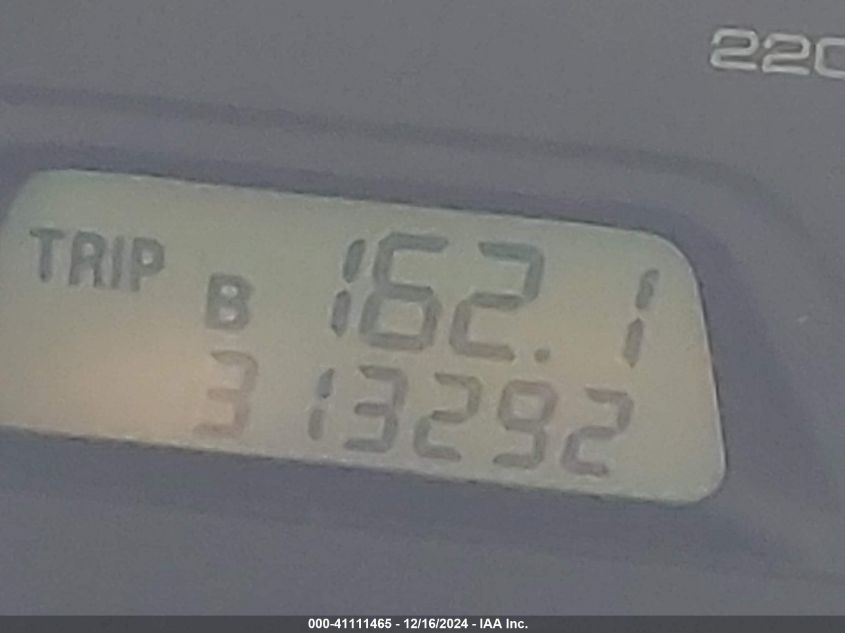 220
TRIP B 162.1
313292
000-41111465 - 12/16/2024 - IAA Inc.